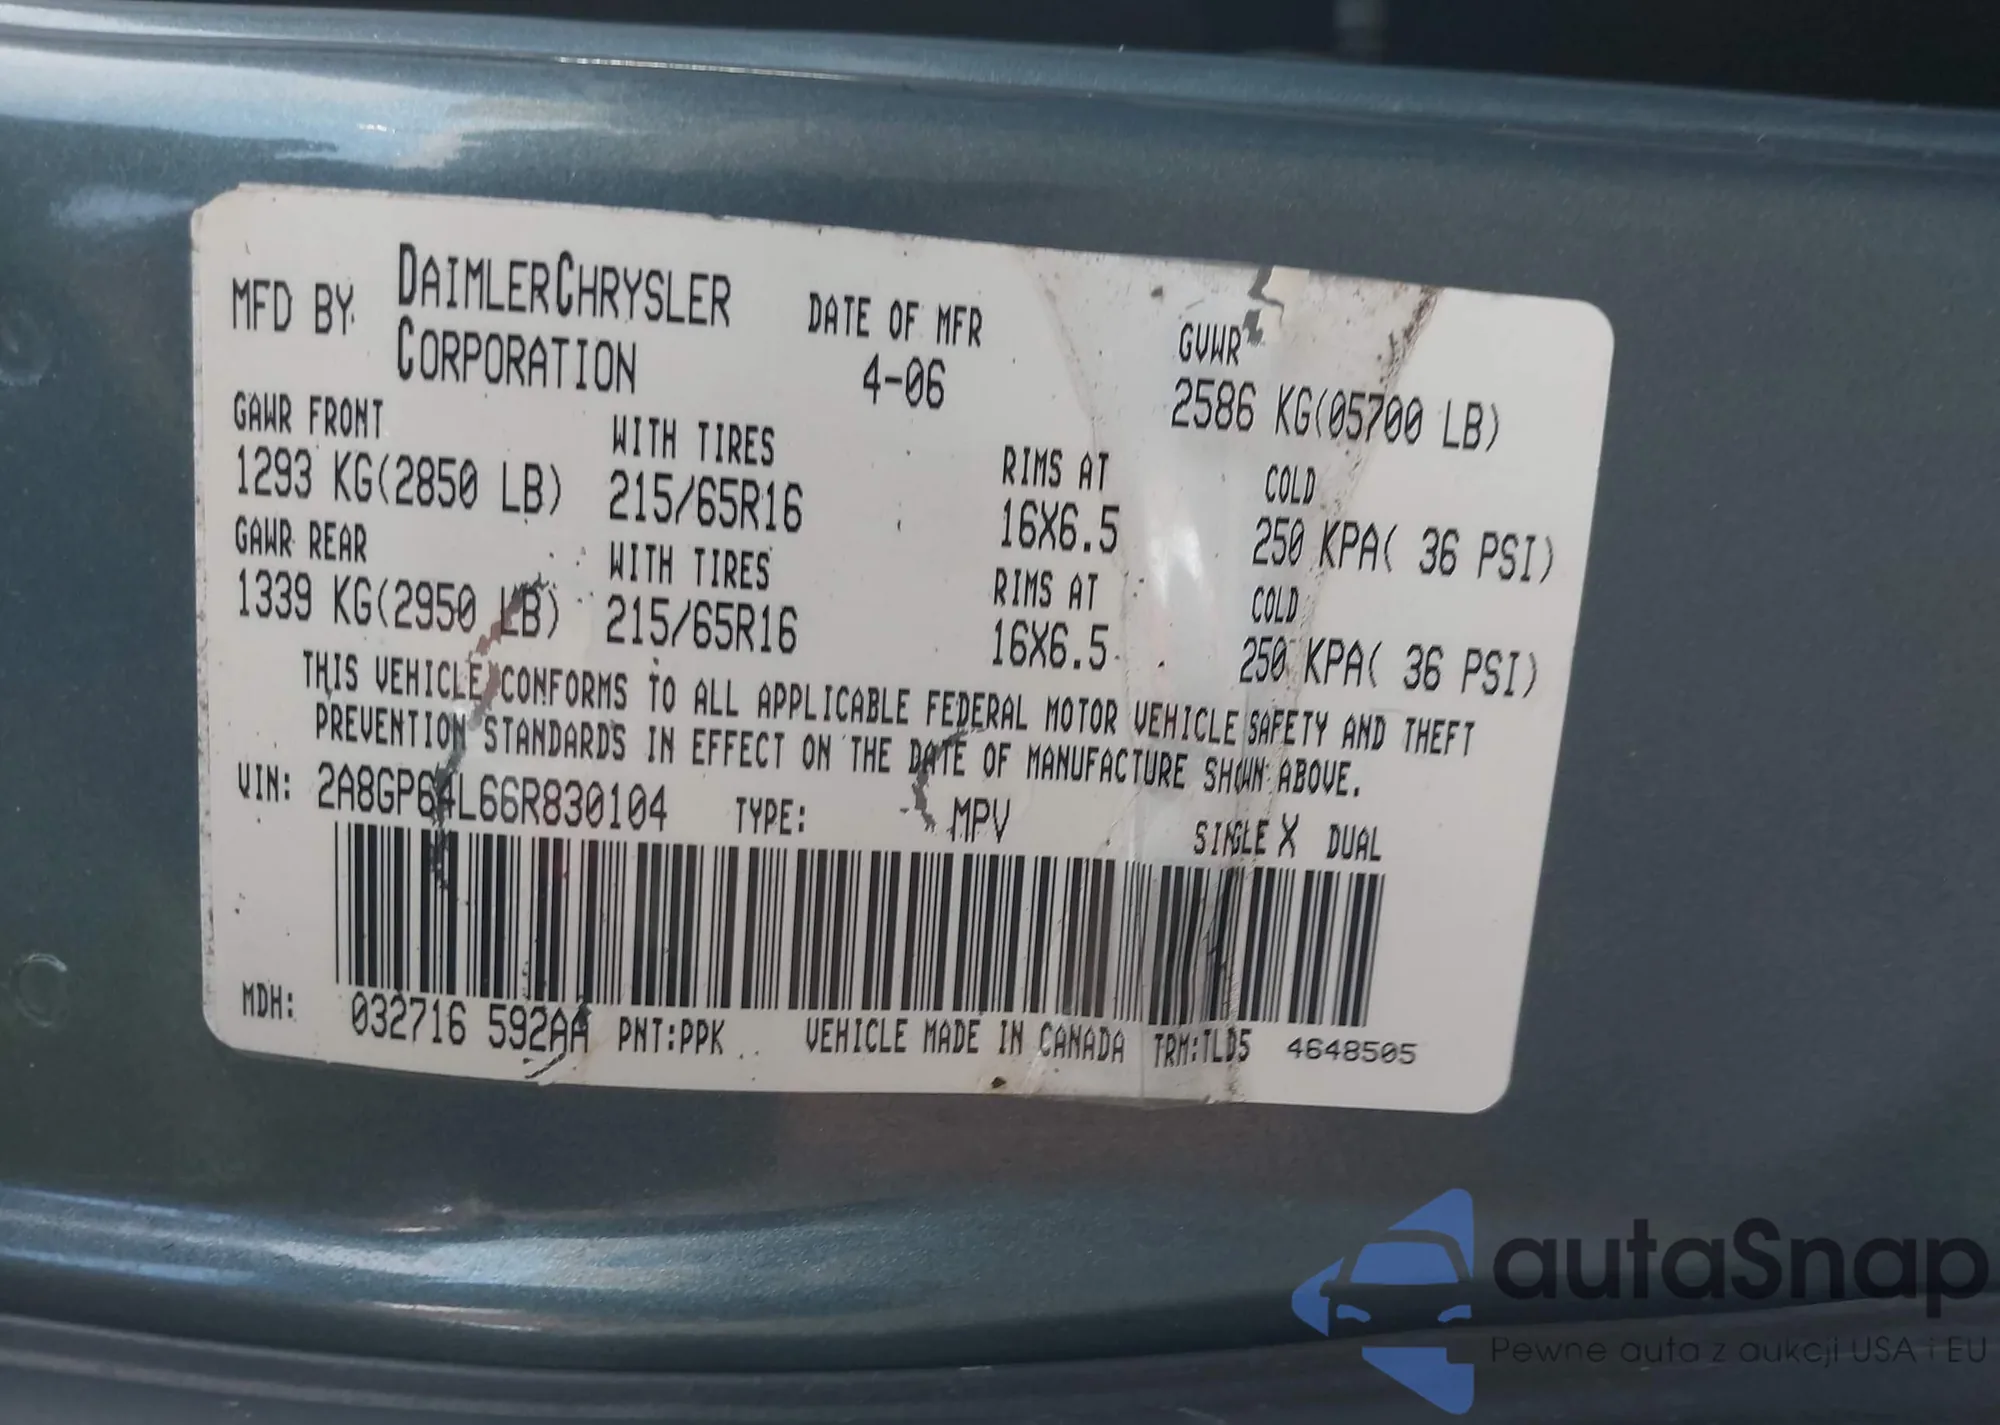 MFD BY DAIMLERCHRYSLER CORPORATION DATE OF MFR 4-06 GVWR 2586 KG(05700 LB)
GAWR FRONT WITH TIRES RIMS AT COLD
1293 KG(2850 LB) 215/65R16 16X6.5 250 KPA( 36 PSI)
GAWR REAR WITH TIRES RIMS AT COLD
1339 KG(2950 LB) 215/65R16 16X6.5 250 KPA( 36 PSI)
THIS VEHICLE CONFORMS TO ALL APPLICABLE FEDERAL MOTOR VEHICLE SAFETY AND THEFT
PREVENTION STANDARDS IN EFFECT ON THE DATE OF MANUFACTURE SHOWN ABOVE.
VIN: 2A8GP64L66R830104 TYPE: MPV SINGLE X DUAL
MDH: 032716 592AA PNT:PPK VEHICLE MADE IN CANADA TRM:TLD5 4648505
autaSnap
Pewne auta z aukcji USA i EU